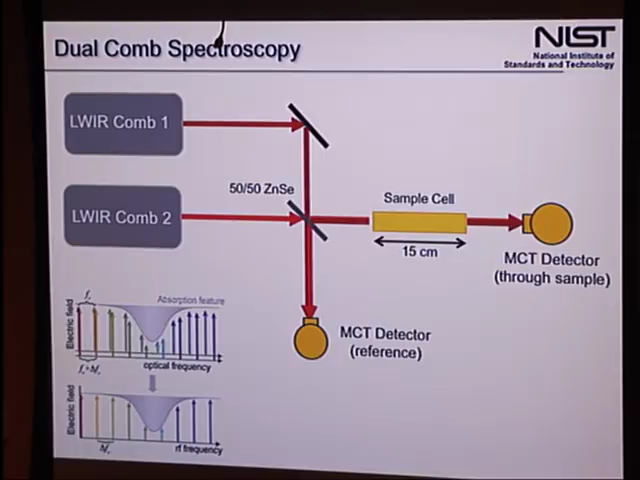 Dual Comb Spectroscopy
NIST
National Institute of
Standards and Technology
LWIR Comb 1
50/50 ZnSe
LWIR Comb 2
Sample Cell
15 cm
MCT Detector
(through sample)
MCT Detector
(reference)
Absorption feature
Electric field
optical frequency
Electric field
rf frequency